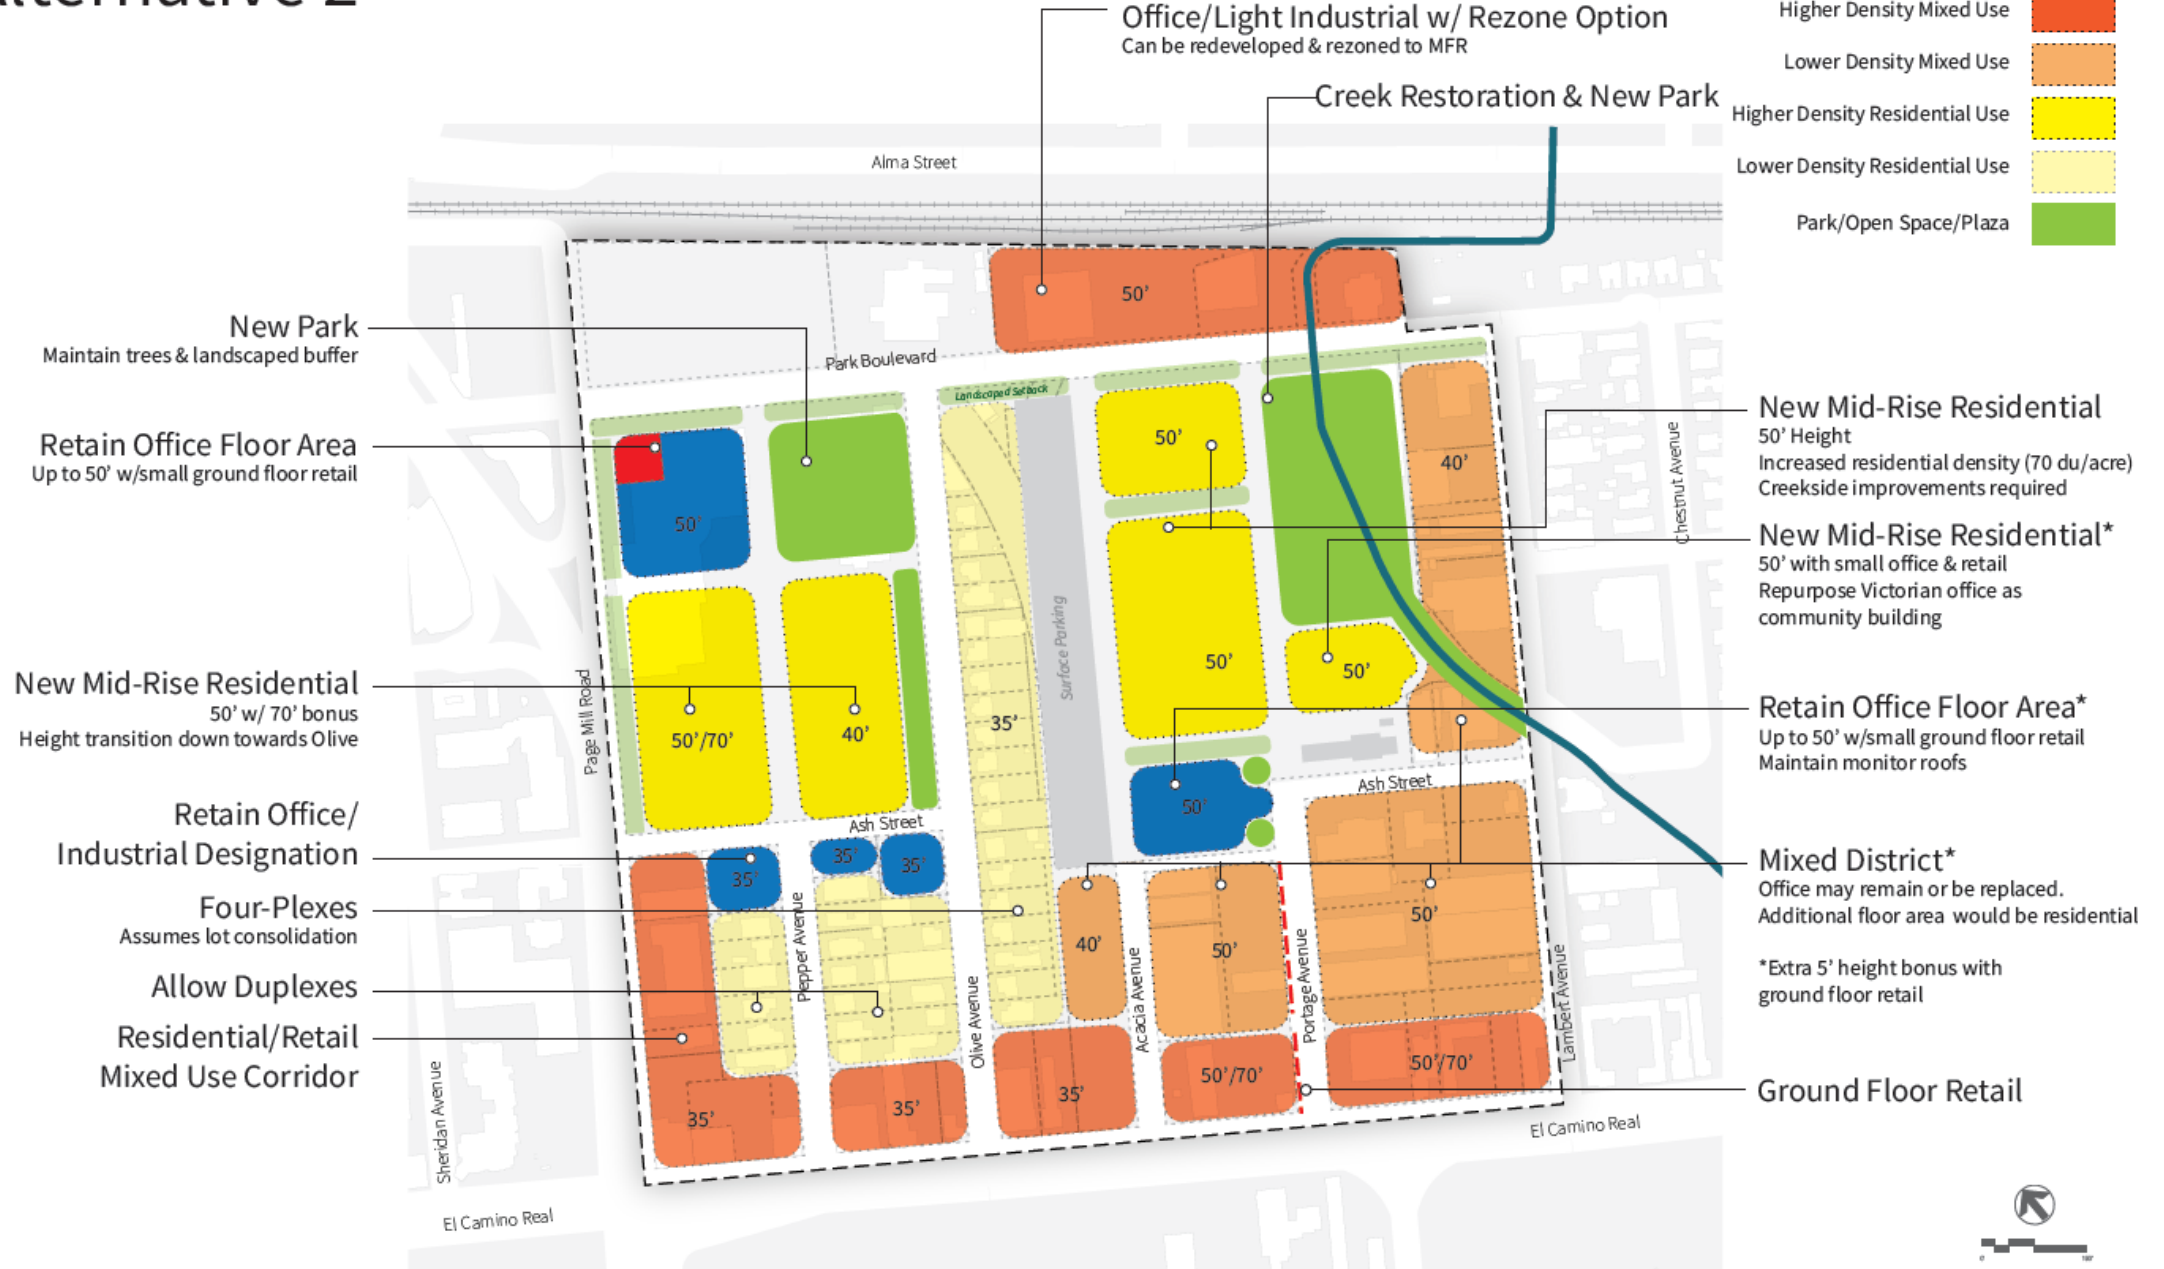 Alternative 2
Office/Light Industrial w/ Rezone Option
Can be redeveloped & rezoned to MFR
Creek Restoration & New Park
Higher Density Mixed Use
Lower Density Mixed Use
Higher Density Residential Use
Lower Density Residential Use
Park/Open Space/Plaza
Alma Street
New Park
Maintain trees & landscaped buffer
Retain Office Floor Area
Up to 50' w/small ground floor retail
New Mid-Rise Residential
50' w/ 70' bonus
Height transition down towards Olive
Retain Office/
Industrial Designation
Four-Plexes
Assumes lot consolidation
Allow Duplexes
Residential/Retail
Mixed Use Corridor
50'
Park Boulevard
Landscaped Setback
50'
50'
40'
50'/70'
40'
35'
Surface Parking
50'
50'
Page Mill Road
Ash Street
50'
Ash Street
35'
35'
35'
Pepper Avenue
Olive Avenue
40'
Acacia Avenue
50'
Portage Avenue
50'
Lambert Avenue
Chestnut Avenue
35'
35'
35'
50'/70'
50'/70'
Sheridan Avenue
El Camino Real
El Camino Real
New Mid-Rise Residential
50' Height
Increased residential density (70 du/acre)
Creekside improvements required
New Mid-Rise Residential*
50' with small office & retail
Repurpose Victorian office as
community building
Retain Office Floor Area*
Up to 50' w/small ground floor retail
Maintain monitor roofs
Mixed District*
Office may remain or be replaced.
Additional floor area would be residential
*Extra 5' height bonus with
ground floor retail
Ground Floor Retail